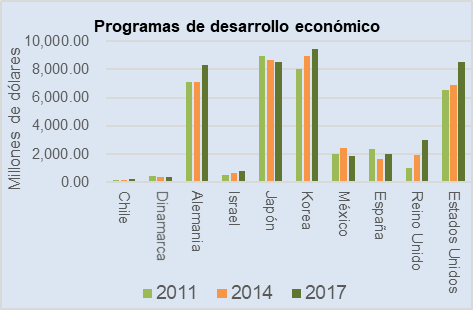 Programas de desarrollo económico
Millones de dólares
10,000.00
8,000.00
6,000.00
4,000.00
2,000.00
0.00
Chile
Dinamarca
Alemania
Israel
Japón
Korea
México
España
Reino Unido
Estados Unidos
2011 2014 2017